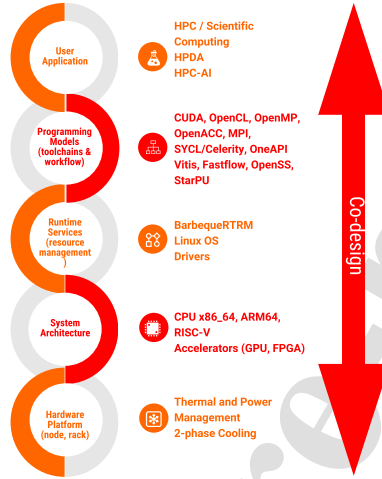 User
Application
HPC / Scientific
Computing
HPDA
HPC-AI
Programming
Models
(toolchains &
workflow)
CUDA, OpenCL, OpenMP,
OpenACC, MPI,
SYCL/Celerity, OneAPI
Vitis, Fastflow, OpenSS,
StarPU
Runtime
Services
(resource
management
)
BarbequeRTRM
Linux OS
Drivers
System
Architecture
CPU x86_64, ARM64,
RISC-V
Accelerators (GPU, FPGA)
Hardware
Platform
(node, rack)
Thermal and Power
Management
2-phase Cooling
Co-design